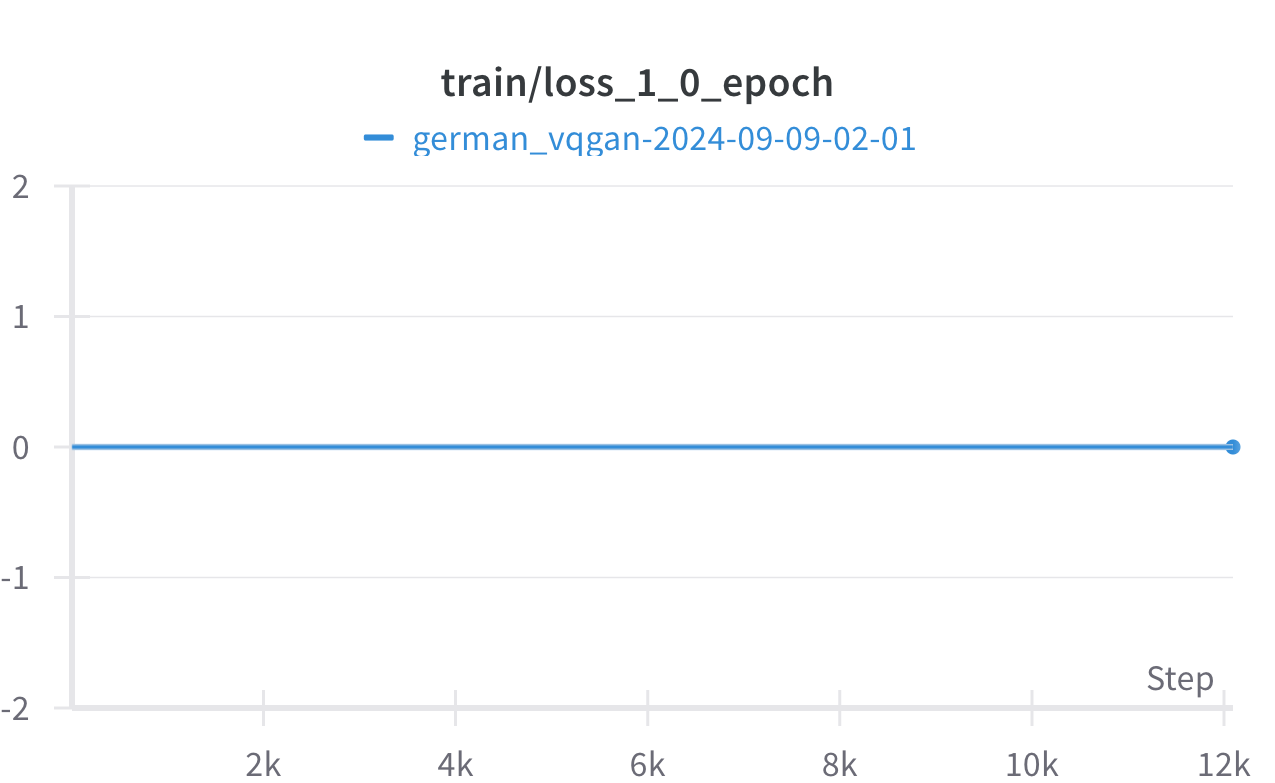 train/loss_1_0_epoch
german_vqgan-2024-09-09-02-01
2
1
0
-1
-2
Step
2k 4k 6k 8k 10k 12k